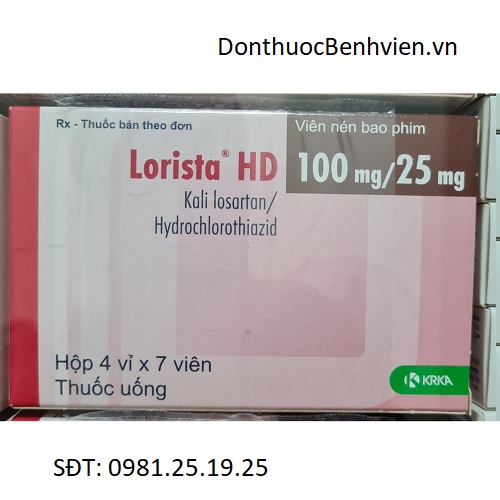 DonthuocBenhvien.vn
Rx - Thuốc bán theo đơn
Viên nén bao phim
Lorista® HD
100 mg/25 mg
Kali losartan/
Hydrochlorothiazid
Hộp 4 vỉ x 7 viên
Thuốc uống
KRKA
SĐT: 0981.25.19.25